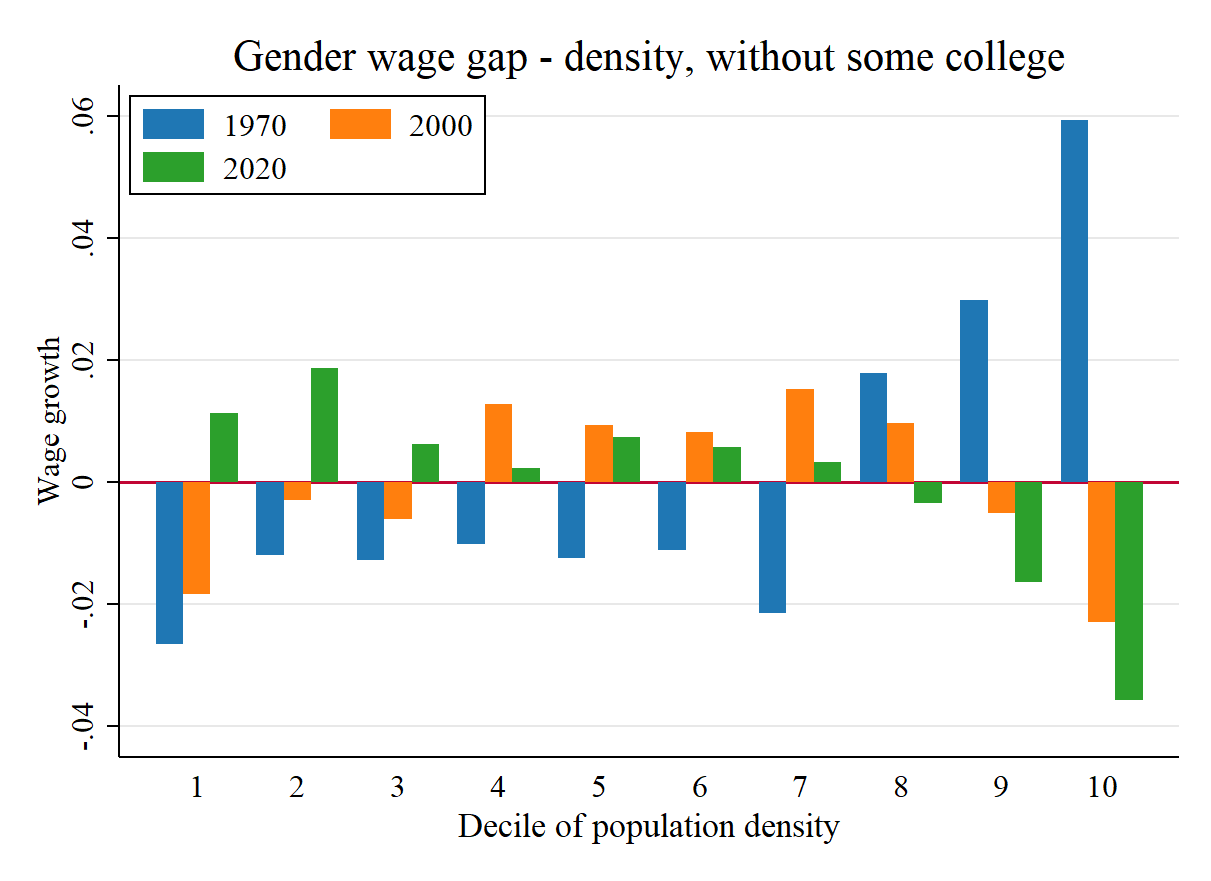 Gender wage gap - density, without some college
1970 2000
2020
.06
.04
.02
0
-.02
-.04
Wage growth
1 2 3 4 5 6 7 8 9 10
Decile of population density